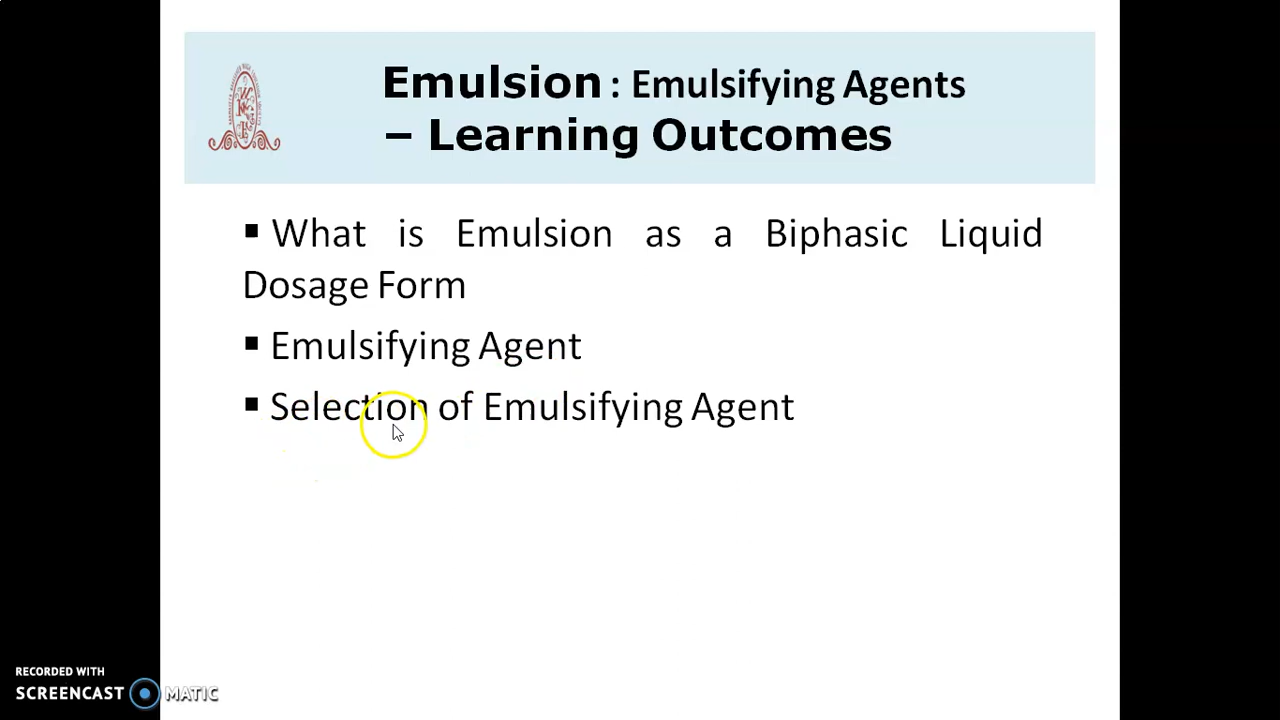 Emulsion : Emulsifying Agents
– Learning Outcomes
▪ What is Emulsion as a Biphasic Liquid
Dosage Form
▪ Emulsifying Agent
▪ Selection of Emulsifying Agent
RECORDED WITH
SCREENCAST MATIC